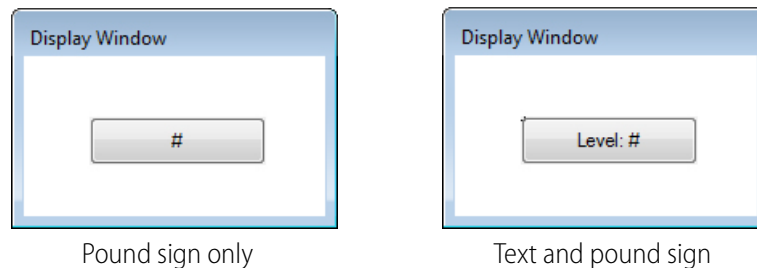 Display Window
#
Pound sign only
Display Window
Level: #
Text and pound sign